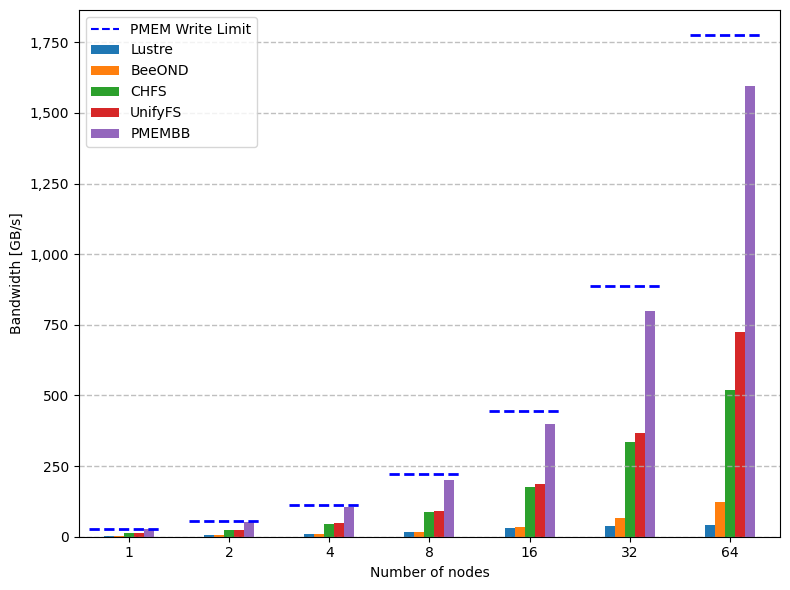 PMEM Write Limit
Lustre
BeeOND
CHFS
UnifyFS
PMEMBB
Bandwidth [GB/s]
1,750
1,500
1,250
1,000
750
500
250
0
1 2 4 8 16 32 64
Number of nodes